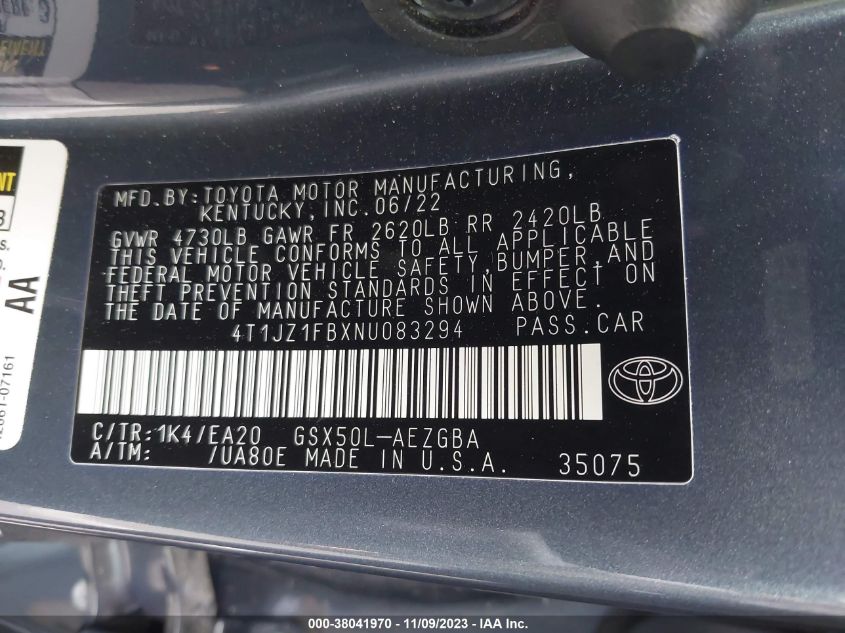 MFD.BY:TOYOTA MOTOR MANUFACTURING,
KENTUCKY,INC.06/22
GVWR 4730LB GAWR FR 2620LB RR 2420LB
THIS VEHICLE CONFORMS TO ALL APPLICABLE
FEDERAL MOTOR VEHICLE SAFETY,BUMPER,AND
THEFT PREVENTION STANDARDS IN EFFECT ON
THE DATE OF MANUFACTURE SHOWN ABOVE.
4T1JZ1FBXNU083294 PASS.CAR
C/TR:1K4/EA20 GSX50L-AEZGBA
A/TM: /UA80E MADE IN U.S.A. 35075
AA
000-38041970 - 11/09/2023 - Copyright © 2023 - IAA Inc.